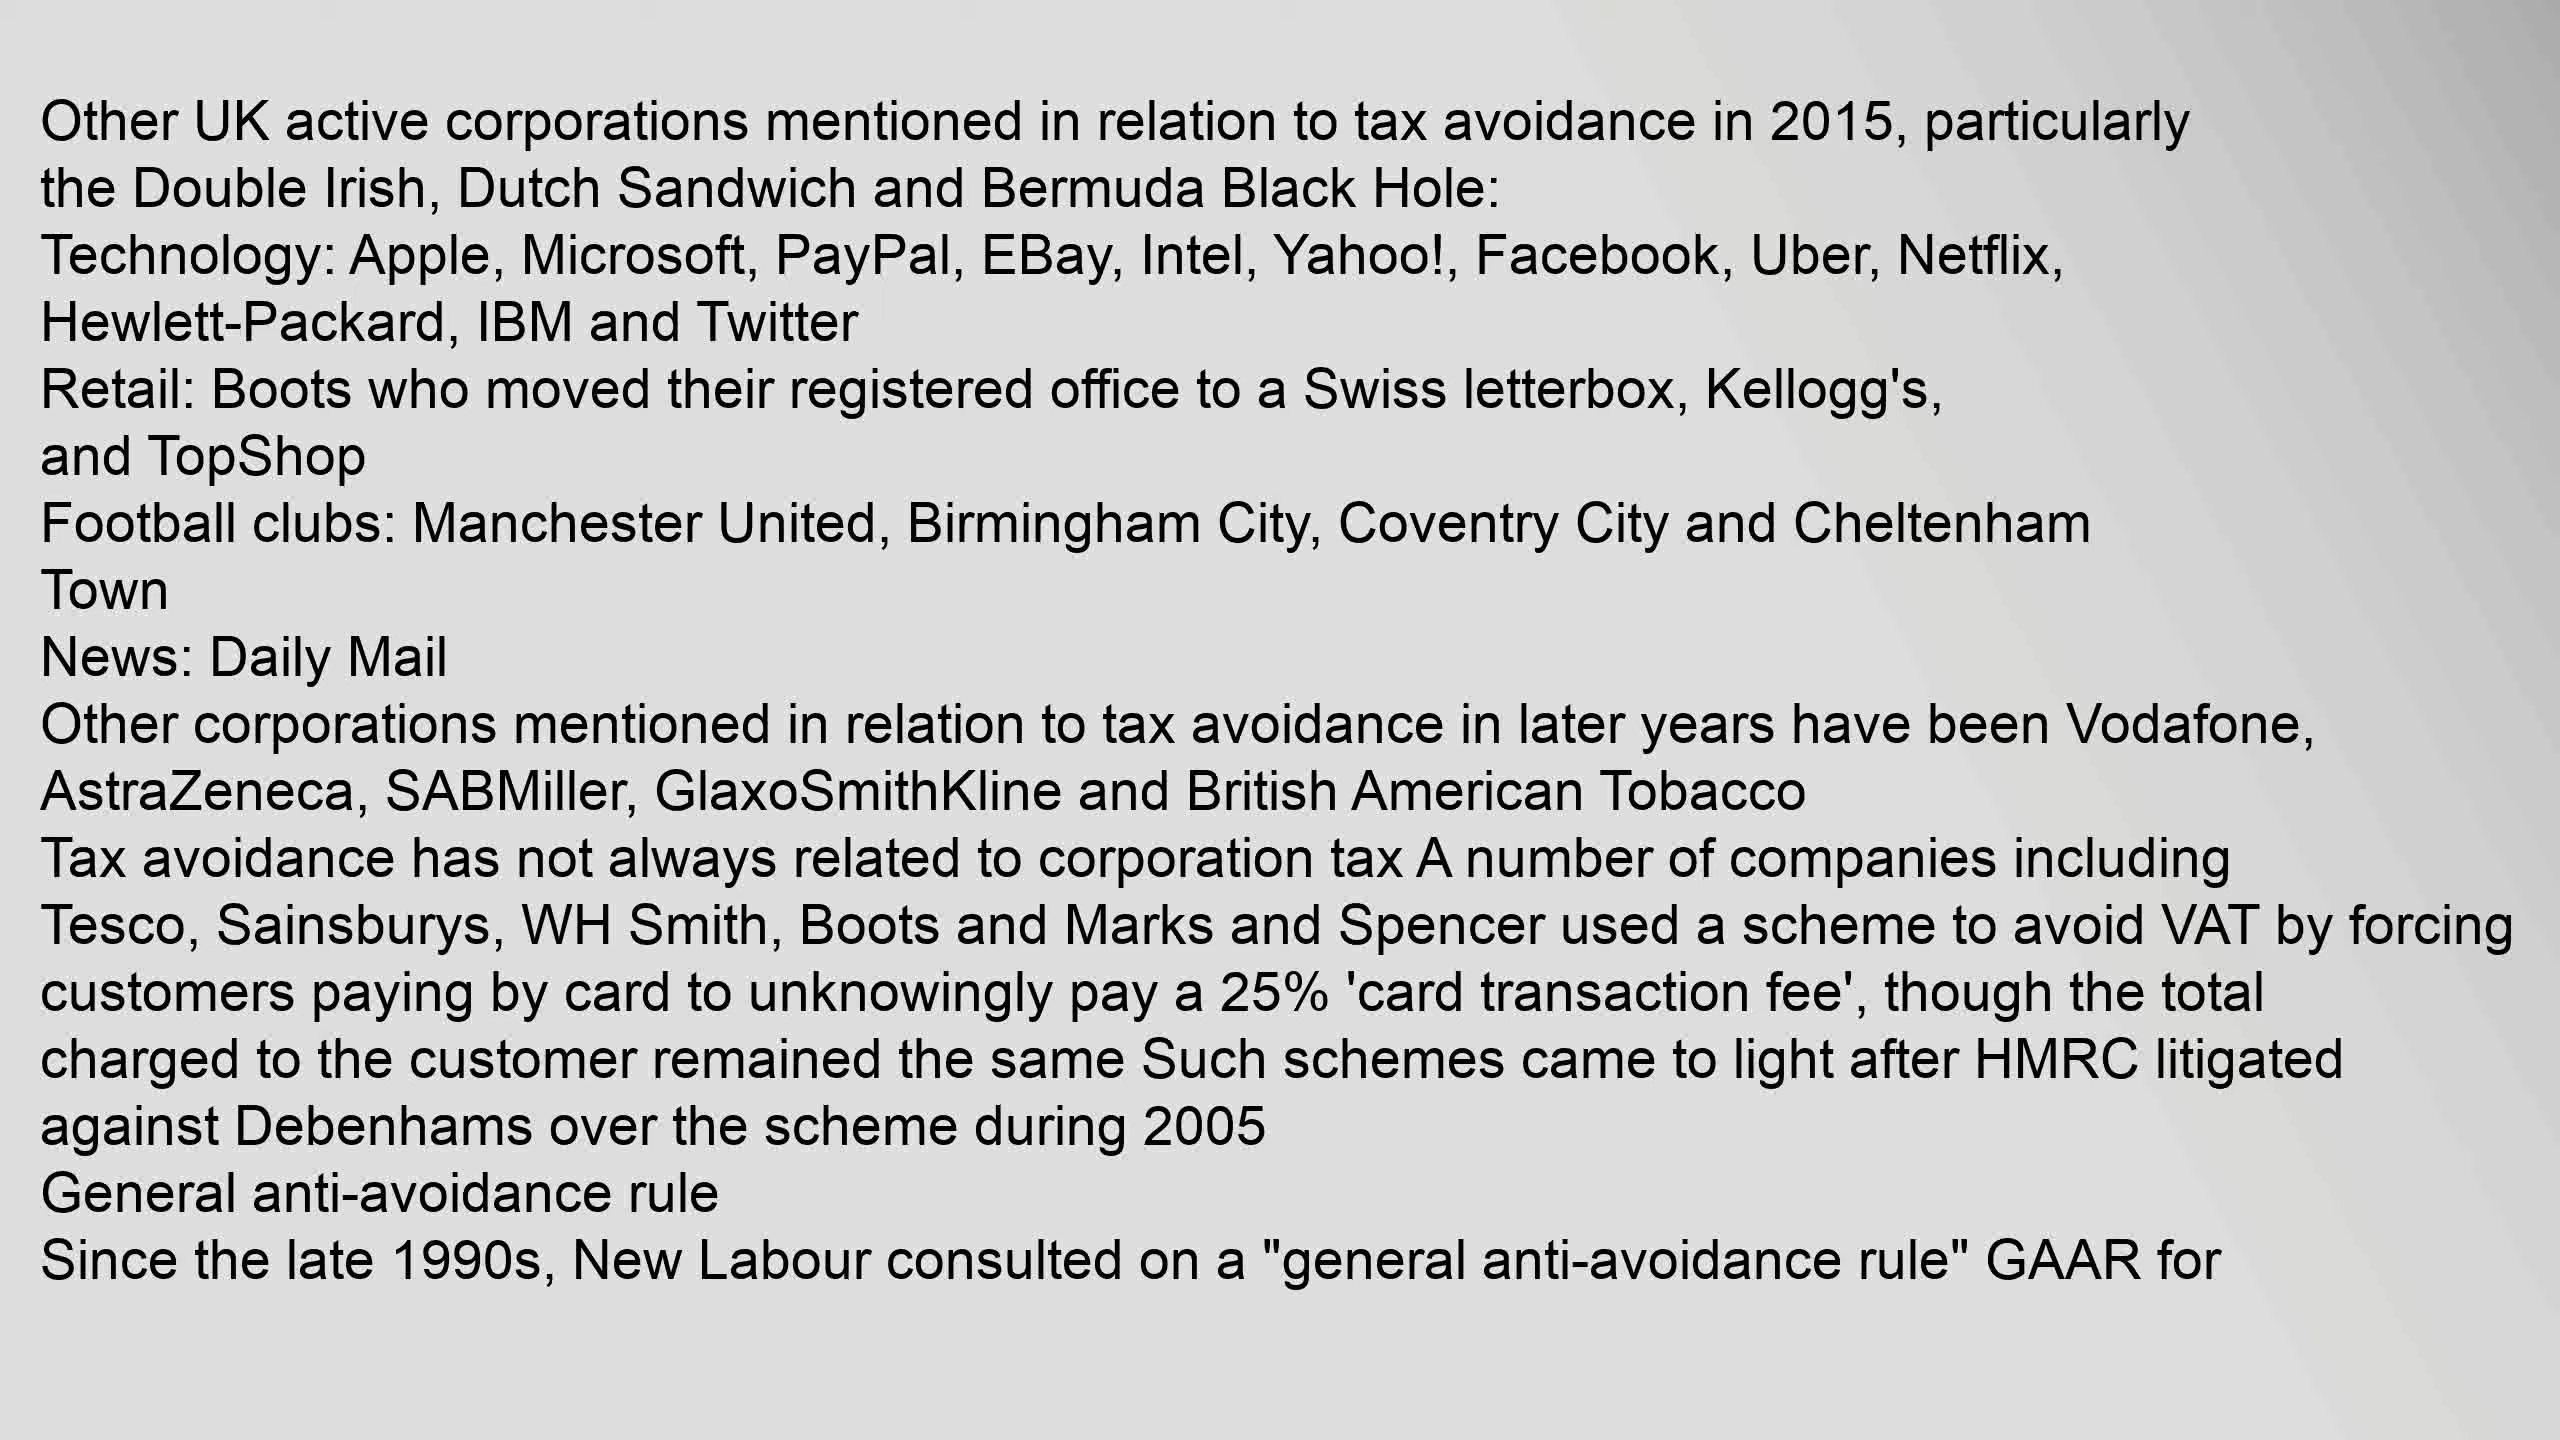 Other UK active corporations mentioned in relation to tax avoidance in 2015, particularly
the Double Irish, Dutch Sandwich and Bermuda Black Hole:
Technology: Apple, Microsoft, PayPal, EBay, Intel, Yahoo!, Facebook, Uber, Netflix,
Hewlett-Packard, IBM and Twitter
Retail: Boots who moved their registered office to a Swiss letterbox, Kellogg's,
and TopShop
Football clubs: Manchester United, Birmingham City, Coventry City and Cheltenham
Town
News: Daily Mail
Other corporations mentioned in relation to tax avoidance in later years have been Vodafone,
AstraZeneca, SABMiller, GlaxoSmithKline and British American Tobacco
Tax avoidance has not always related to corporation tax A number of companies including
Tesco, Sainsburys, WH Smith, Boots and Marks and Spencer used a scheme to avoid VAT by forcing
customers paying by card to unknowingly pay a 25% 'card transaction fee', though the total
charged to the customer remained the same Such schemes came to light after HMRC litigated
against Debenhams over the scheme during 2005
General anti-avoidance rule
Since the late 1990s, New Labour consulted on a "general anti-avoidance rule" GAAR for